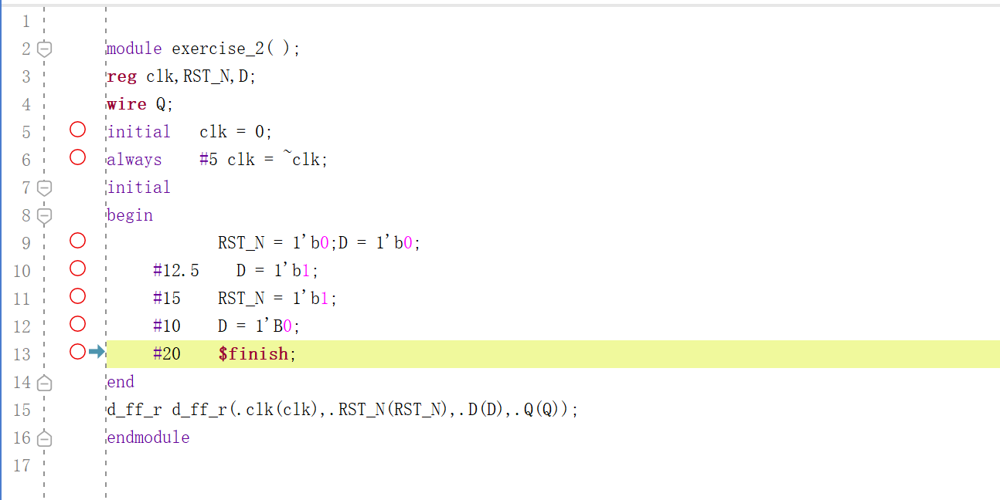 1
2 module exercise_2( );
3 reg clk,RST_N,D;
4 wire Q;
5 initial   clk = 0;
6 always    #5 clk = ~clk;
7 initial
8 begin
9             RST_N = 1'b0;D = 1'b0;
10      #12.5    D = 1'b1;
11      #15    RST_N = 1'b1;
12      #10    D = 1'B0;
13      #20    $finish;
14 end
15 d_ff_r d_ff_r(.clk(clk),.RST_N(RST_N),.D(D),.Q(Q));
16 endmodule
17